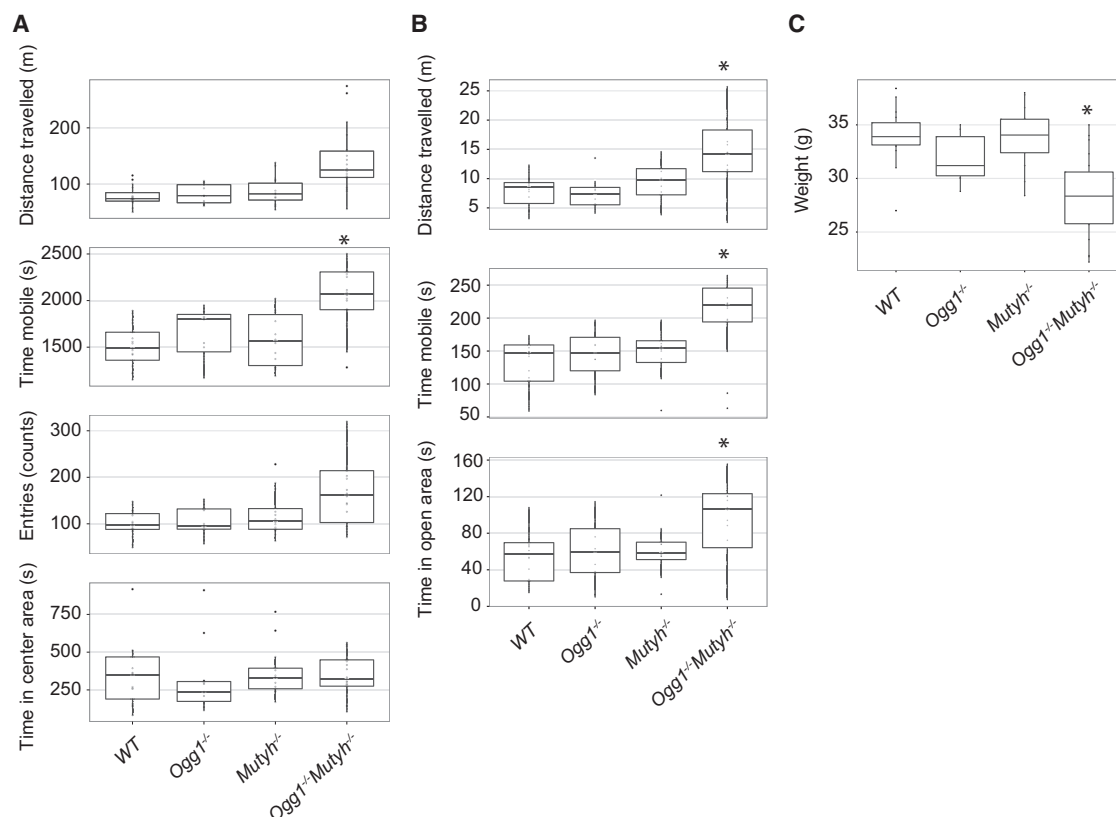 A
Distance travelled (m)
200
100
*
Time mobile (s)
2500
2000
1500
Entries (counts)
300
200
100
Time in center area (s)
750
500
250
WT
Ogg1-/-
Mutyh-/-
Ogg1-/-Mutyh-/-
B
*
Distance travelled (m)
25
20
15
10
5
*
Time mobile (s)
250
200
150
100
50
*
Time in open area (s)
160
120
80
40
0
WT
Ogg1-/-
Mutyh-/-
Ogg1-/-Mutyh-/-
C
*
Weight (g)
35
30
25
WT
Ogg1-/-
Mutyh-/-
Ogg1-/-Mutyh-/-